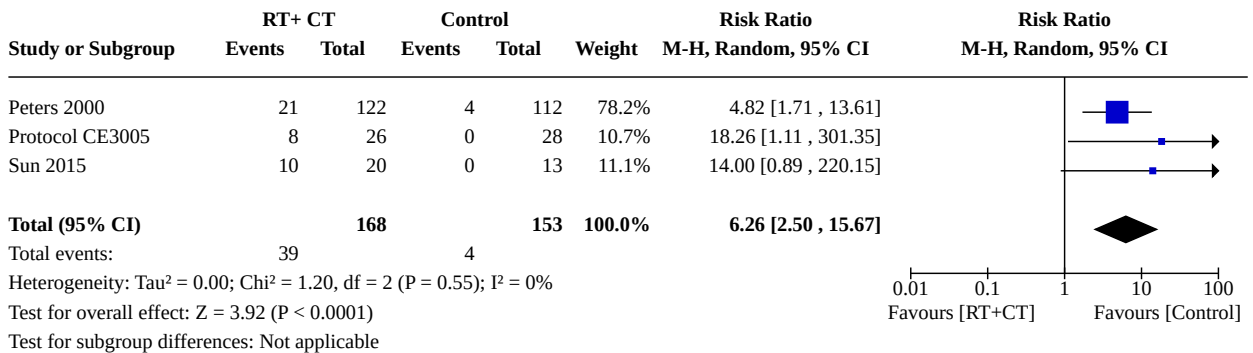 RT+ CT Control Risk Ratio Risk Ratio
Study or Subgroup Events Total Events Total Weight M-H, Random, 95% CI M-H, Random, 95% CI
Peters 2000 21 122 4 112 78.2% 4.82 [1.71 , 13.61]
Protocol CE3005 8 26 0 28 10.7% 18.26 [1.11 , 301.35]
Sun 2015 10 20 0 13 11.1% 14.00 [0.89 , 220.15]
Total (95% CI) 168 153 100.0% 6.26 [2.50 , 15.67]
Total events: 39 4
Heterogeneity: Tau² = 0.00; Chi² = 1.20, df = 2 (P = 0.55); I² = 0%
0.01 0.1 1 10 100
Test for overall effect: Z = 3.92 (P < 0.0001) Favours [RT+CT] Favours [Control]
Test for subgroup differences: Not applicable